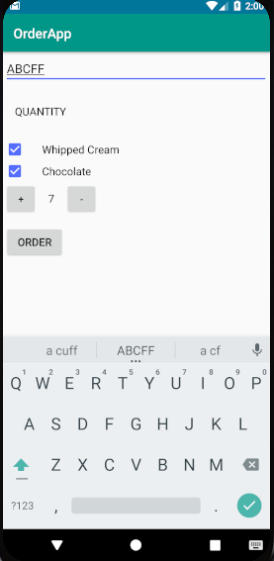 2:00
OrderApp
ABCFF
QUANTITY
Whipped Cream
Chocolate
+ 7 -
ORDER
a cuff ABCFF a cf
1 2 3 4 5 6 7 8 9 0
Q W E R T Y U I O P
A S D F G H J K L
Z X C V B N M
?123 , .